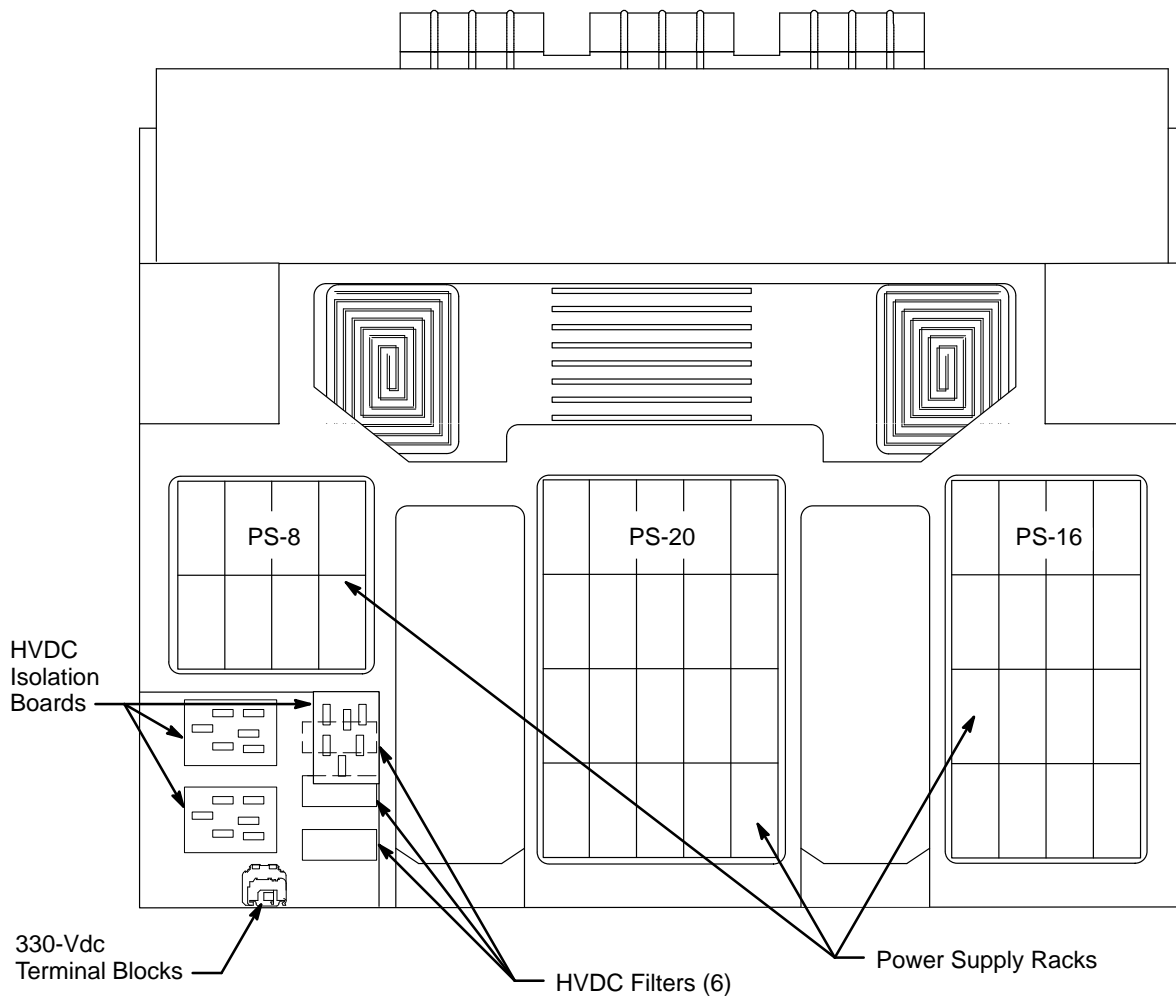 PS-8
PS-20
PS-16
HVDC
Isolation
Boards
330-Vdc
Terminal Blocks
HVDC Filters (6)
Power Supply Racks